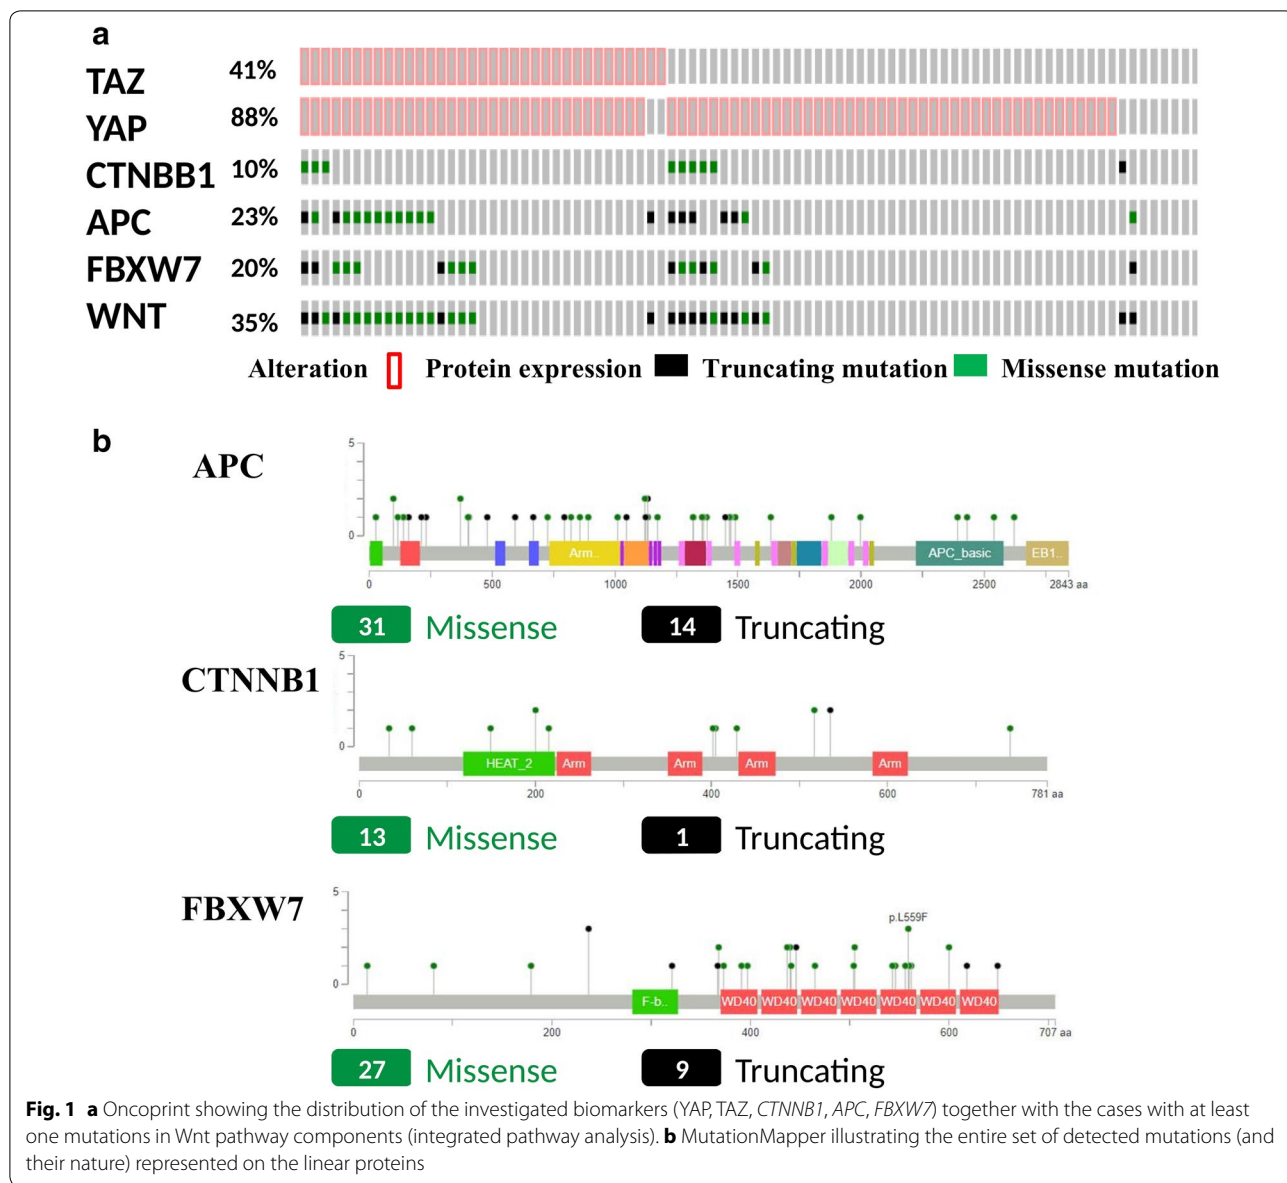 a
TAZ 41%
YAP 88%
CTNBB1 10%
APC 23%
FBXW7 20%
WNT 35%
Alteration Protein expression Truncating mutation Missense mutation
b
APC
5
0
Arm.. APC_basic EB1..
0 500 1000 1500 2000 2500 2843 aa
31 Missense 14 Truncating
CTNNB1
5
0
HEAT_2 Arm Arm Arm Arm
0 200 400 600 781 aa
13 Missense 1 Truncating
FBXW7
5
p.L559F
0
F-b.. WD40 WD40 WD40 WD40 WD40 WD40 WD40
0 200 400 600 707 aa
27 Missense 9 Truncating
Fig. 1 a Oncoprint showing the distribution of the investigated biomarkers (YAP, TAZ, CTNNB1, APC, FBXW7) together with the cases with at least
one mutations in Wnt pathway components (integrated pathway analysis). b MutationMapper illustrating the entire set of detected mutations (and
their nature) represented on the linear proteins